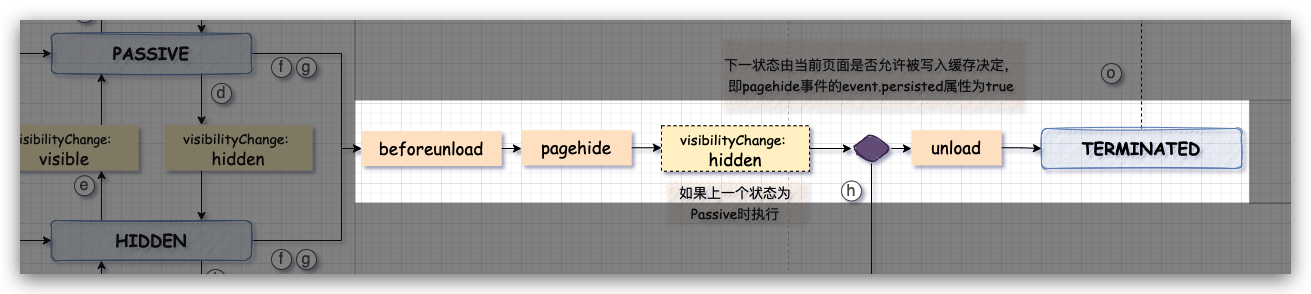 PASSIVE
f g
d
下一状态由当前页面是否允许被写入缓存决定，
即pagehide事件的event.persisted属性为true
o
isibilityChange:
visible
visibilityChange:
hidden
beforeunload
pagehide
visibilityChange:
hidden
unload
TERMINATED
e
如果上一个状态为
Passive时执行
h
HIDDEN
f g